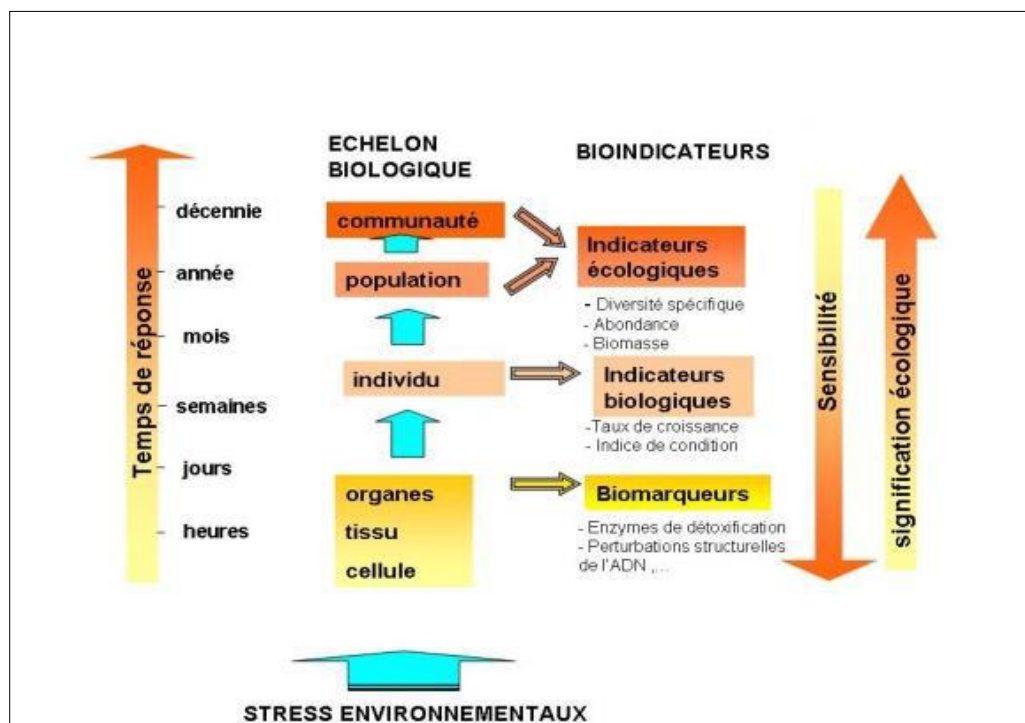 ECHELON
BIOLOGIQUE
BIOINDICATEURS
Temps de réponse
décennie
année
mois
semaines
jours
heures
communauté
population
individu
organes
tissu
cellule
Indicateurs
écologiques
- Diversité spécifique
- Abondance
- Biomasse
Indicateurs
biologiques
-Taux de croissance
- Indice de condition
Biomarqueurs
- Enzymes de détoxification
- Perturbations structurelles
de l'ADN ,...
Sensibilité
signification écologique
STRESS ENVIRONNEMENTAUX